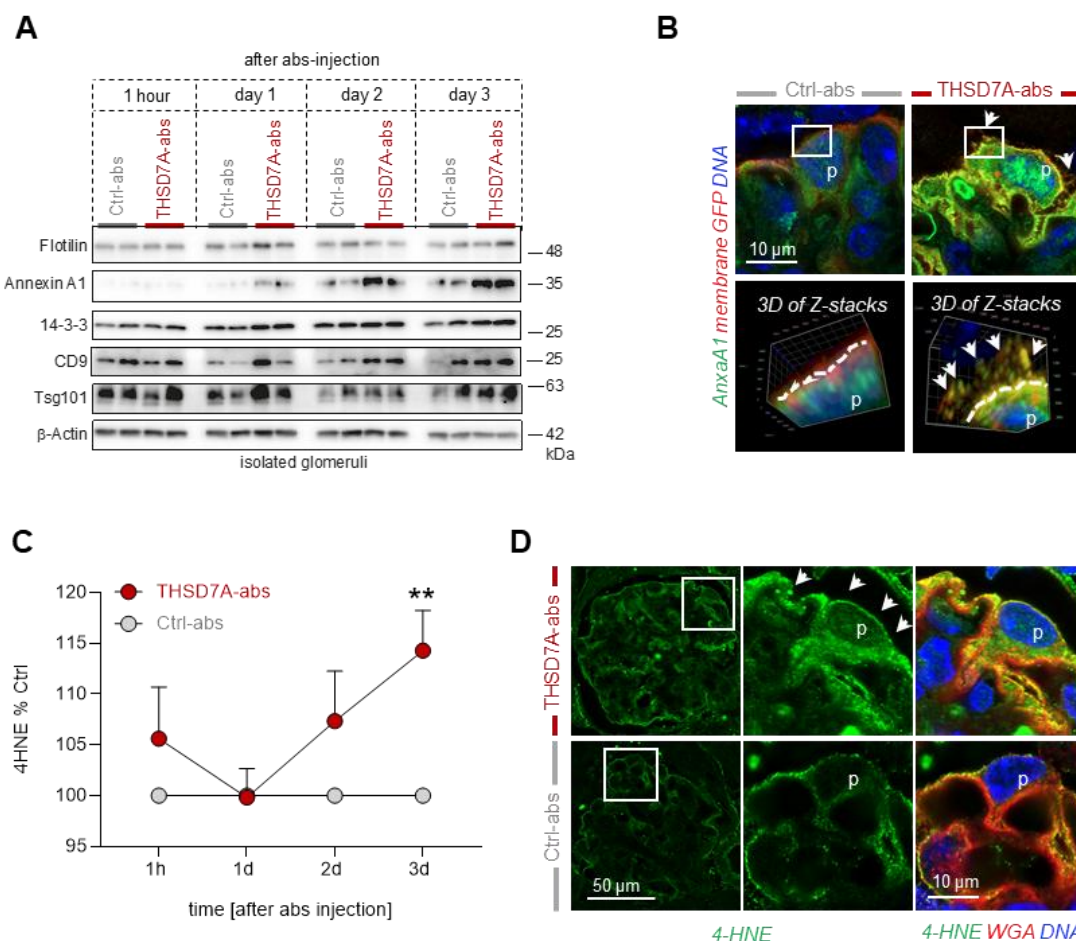 A
after abs-injection
1 hour day 1 day 2 day 3
Ctrl-abs THSD7A-abs Ctrl-abs THSD7A-abs Ctrl-abs THSD7A-abs Ctrl-abs THSD7A-abs
Flotilin 48
Annexin A1 35
14-3-3 25
CD9 25
63
Tsg101
β-Actin 42
kDa
isolated glomeruli
B
Ctrl-abs THSD7A-abs
AnxaA1 membrane GFP DNA
p p
10 µm
3D of Z-stacks 3D of Z-stacks
p p
C
THSD7A-abs
Ctrl-abs
**
4HNE % Ctrl
120
115
110
105
100
95
1h 1d 2d 3d
time [after abs injection]
D
THSD7A-abs
p p
Ctrl-abs
p p
50 µm 10 µm
4-HNE 4-HNE WGA DNA